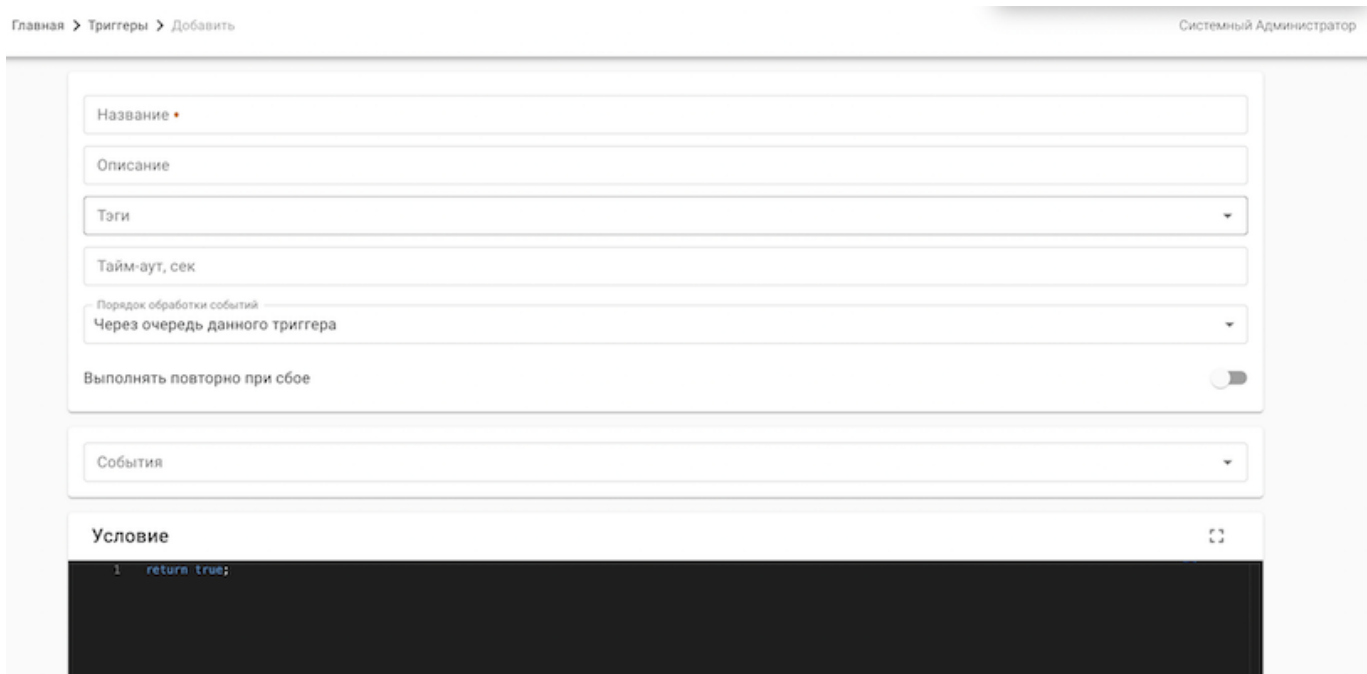 Главная > Триггеры > Добавить
Системный Администратор
Название •
Описание
Тэги
Тайм-аут, сек
Порядок обработки событий
Через очередь данного триггера
Выполнять повторно при сбое
События
Условие
1 return true;